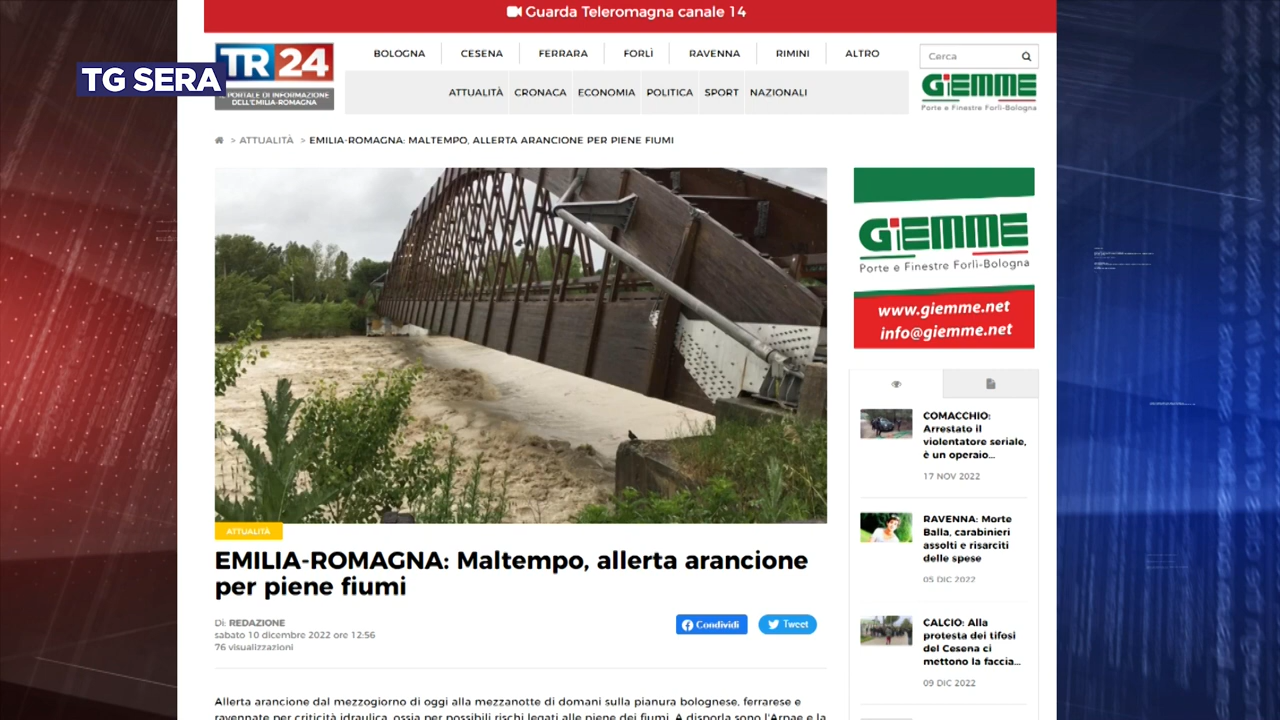 Guarda Teleromagna canale 14
TG SERA
TR24
IL PORTALE DI INFORMAZIONE
DELL'EMILIA-ROMAGNA
BOLOGNA
CESENA
FERRARA
FORLÌ
RAVENNA
RIMINI
ALTRO
Cerca
ATTUALITÀ
CRONACA
ECONOMIA
POLITICA
SPORT
NAZIONALI
GIEMME
Porte e Finestre Forlì-Bologna
> ATTUALITÀ > EMILIA-ROMAGNA: MALTEMPO, ALLERTA ARANCIONE PER PIENE FIUMI
GIEMME
Porte e Finestre Forlì-Bologna
www.giemme.net
info@giemme.net
ATTUALITÀ
EMILIA-ROMAGNA: Maltempo, allerta arancione
per piene fiumi
Di: REDAZIONE
sabato 10 dicembre 2022 ore 12:56
76 visualizzazioni
Condividi
Tweet
Allerta arancione dal mezzogiorno di oggi alla mezzanotte di domani sulla pianura bolognese, ferrarese e
ravennate per criticità idraulica, ossia per possibili rischi legati alle piene dei fiumi. A disporla sono l'Arpae e la
COMACCHIO:
Arrestato il
violentatore seriale,
è un operaio...
17 NOV 2022
RAVENNA: Morte
Balla, carabinieri
assolti e risarciti
delle spese
05 DIC 2022
CALCIO: Alla
protesta dei tifosi
del Cesena ci
mettono la faccia...
09 DIC 2022